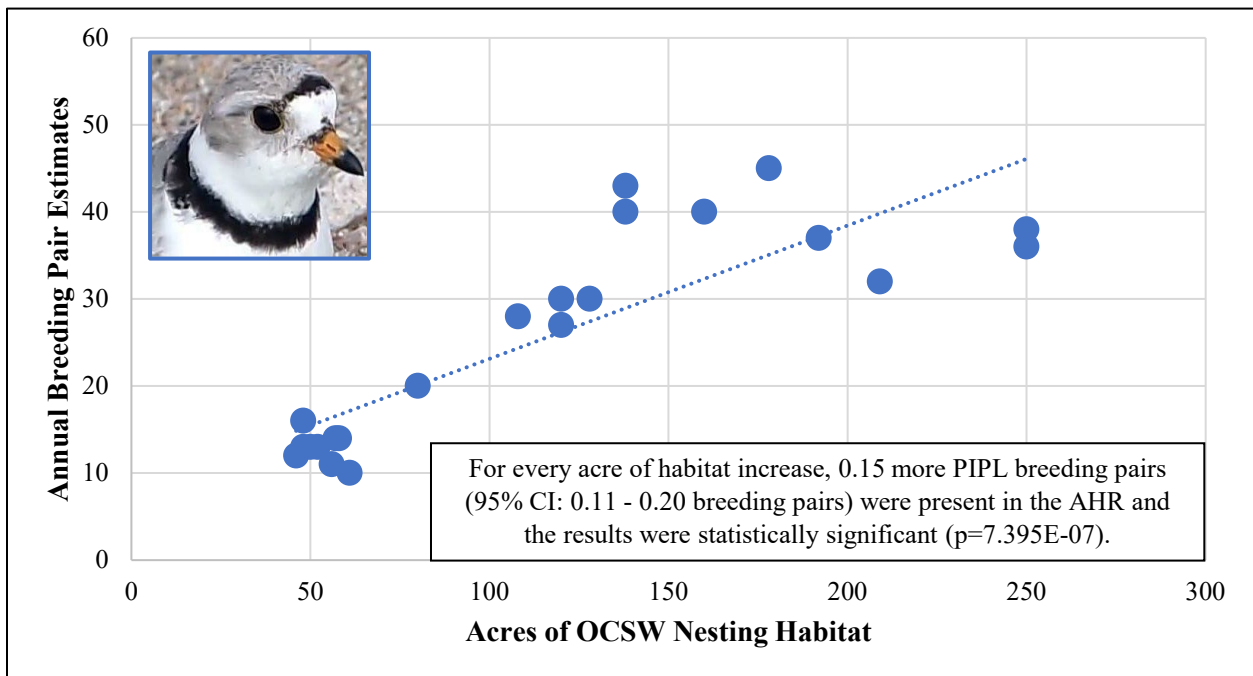 60
50
40
30
20
10
0
Annual Breeding Pair Estimates
For every acre of habitat increase, 0.15 more PIPL breeding pairs
(95% CI: 0.11 - 0.20 breeding pairs) were present in the AHR and
the results were statistically significant (p=7.395E-07).
0 50 100 150 200 250 300
Acres of OCSW Nesting Habitat